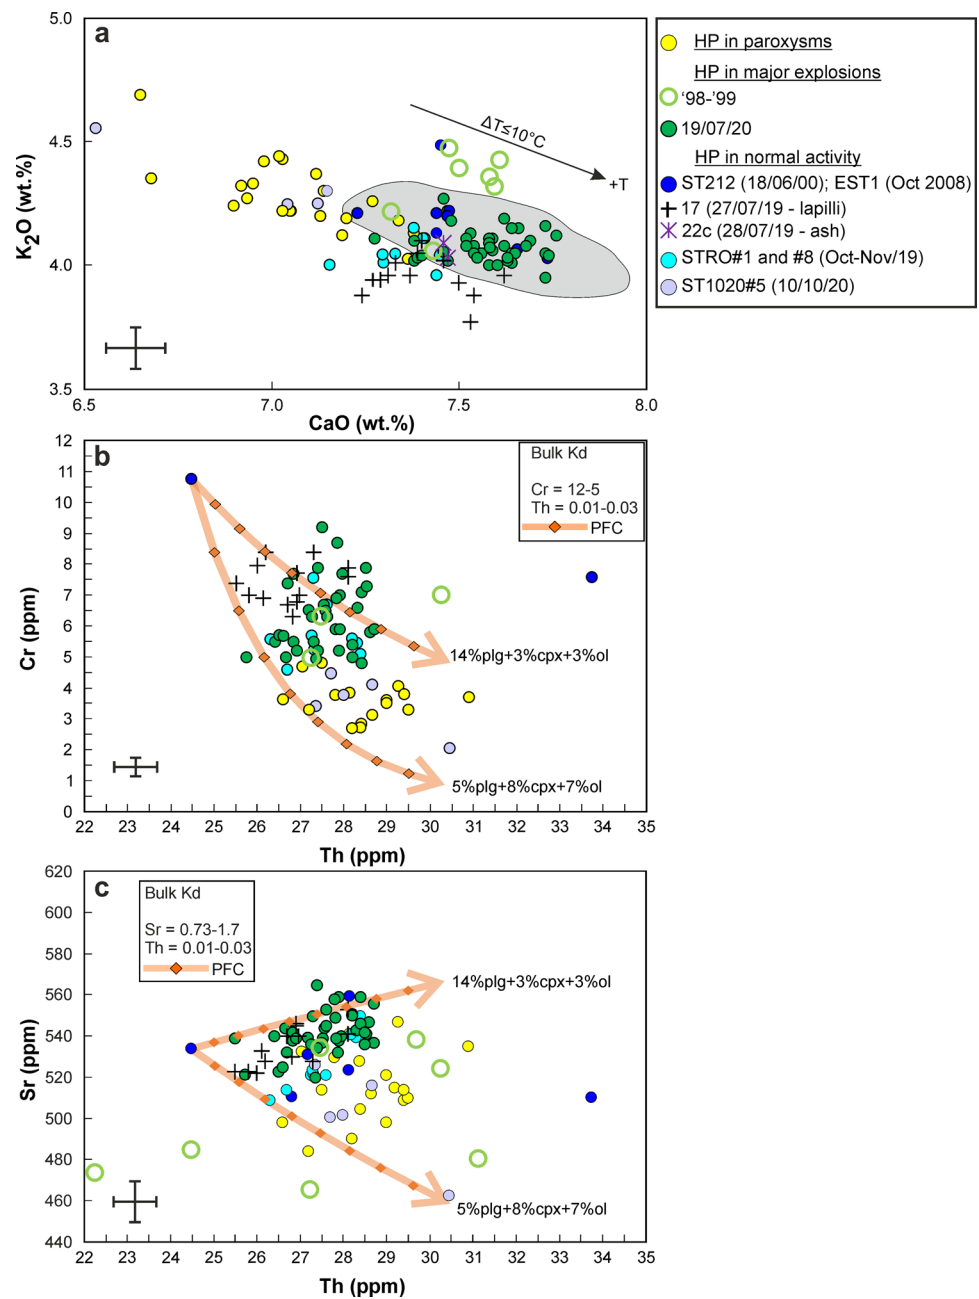 a
5.0
4.5
4.0
3.5
K2O (wt.%)
ΔT≤10°C
+T
6.5
7.0
7.5
8.0
CaO (wt.%)
HP in paroxysms
HP in major explosions
‘98-’99
19/07/20
HP in normal activity
ST212 (18/06/00); EST1 (Oct 2008)
17 (27/07/19 - lapilli)
22c (28/07/19 - ash)
STRO#1 and #8 (Oct-Nov/19)
ST1020#5 (10/10/20)
b
12
11
10
9
8
7
6
5
4
3
2
1
0
Cr (ppm)
Bulk Kd
Cr = 12-5
Th = 0.01-0.03
PFC
14%plg+3%cpx+3%ol
5%plg+8%cpx+7%ol
22 23 24 25 26 27 28 29 30 31 32 33 34 35
Th (ppm)
c
620
600
580
560
540
520
500
480
460
440
Sr (ppm)
Bulk Kd
Sr = 0.73-1.7
Th = 0.01-0.03
PFC
14%plg+3%cpx+3%ol
5%plg+8%cpx+7%ol
22 23 24 25 26 27 28 29 30 31 32 33 34 35
Th (ppm)